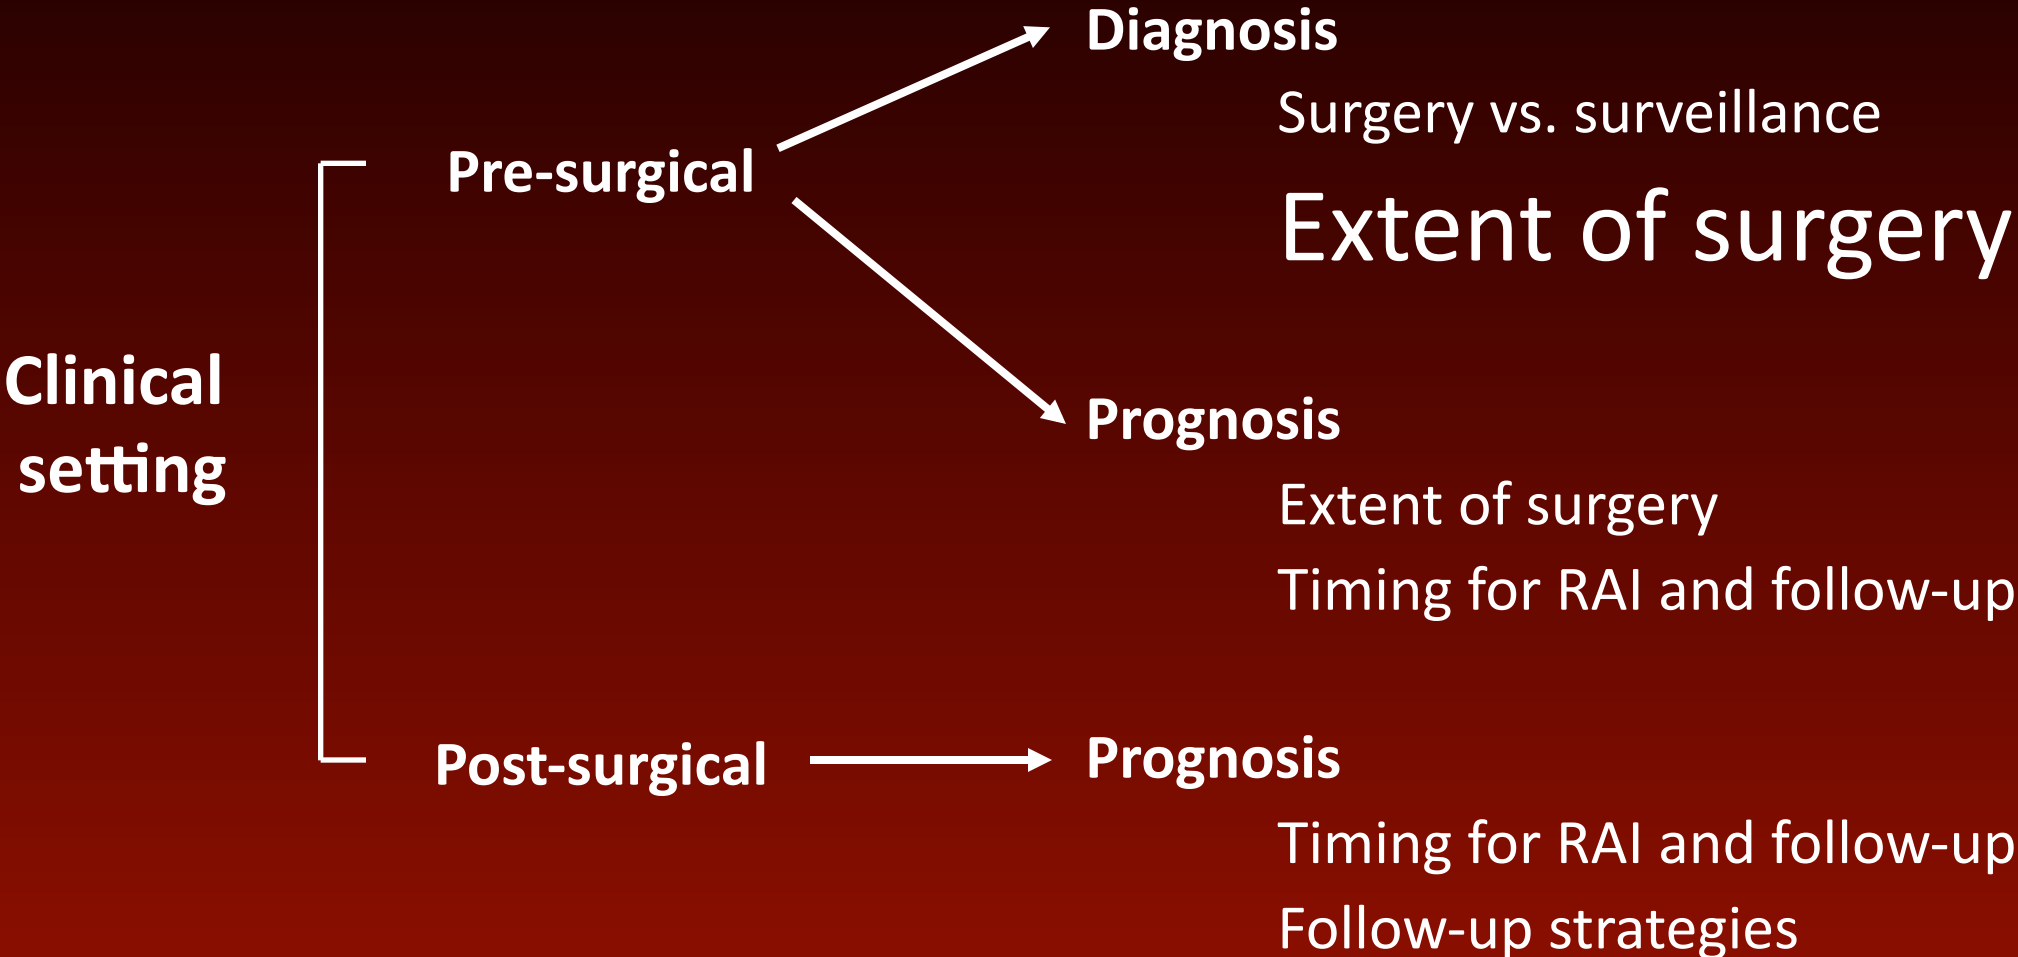 Diagnosis
Surgery vs. surveillance
Pre-surgical
Extent of surgery
Clinical
setting
Prognosis
Extent of surgery
Timing for RAI and follow-up
Post-surgical
Prognosis
Timing for RAI and follow-up
Follow-up strategies